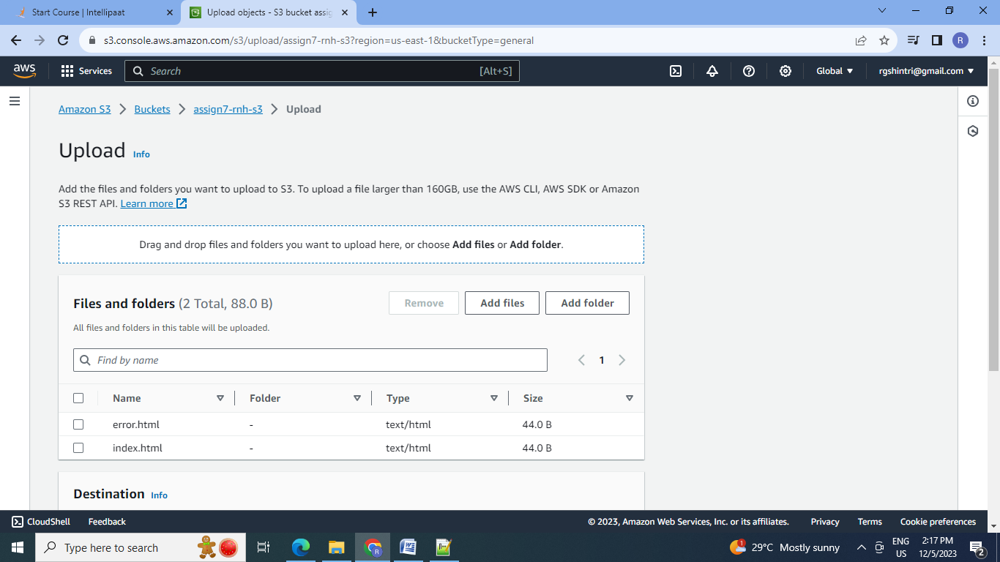 Start Course | Intellipaat
Upload objects - S3 bucket assig
s3.console.aws.amazon.com/s3/upload/assign7-rnh-s3?region=us-east-1&bucketType=general
R
aws
Services
Search
[Alt+S]
Global
rgshintri@gmail.com
Amazon S3
Buckets
assign7-rnh-s3
Upload
Upload Info
Add the files and folders you want to upload to S3. To upload a file larger than 160GB, use the AWS CLI, AWS SDK or Amazon
S3 REST API. Learn more
Drag and drop files and folders you want to upload here, or choose Add files or Add folder.
Files and folders (2 Total, 88.0 B)
Remove
Add files
Add folder
All files and folders in this table will be uploaded.
Find by name
1
Name Folder Type Size
error.html - text/html 44.0 B
index.html - text/html 44.0 B
Destination Info
CloudShell
Feedback
© 2023, Amazon Web Services, Inc. or its affiliates.
Privacy
Terms
Cookie preferences
Type here to search
R
W
1
29°C Mostly sunny
ENG
US
2:17 PM
12/5/2023
2